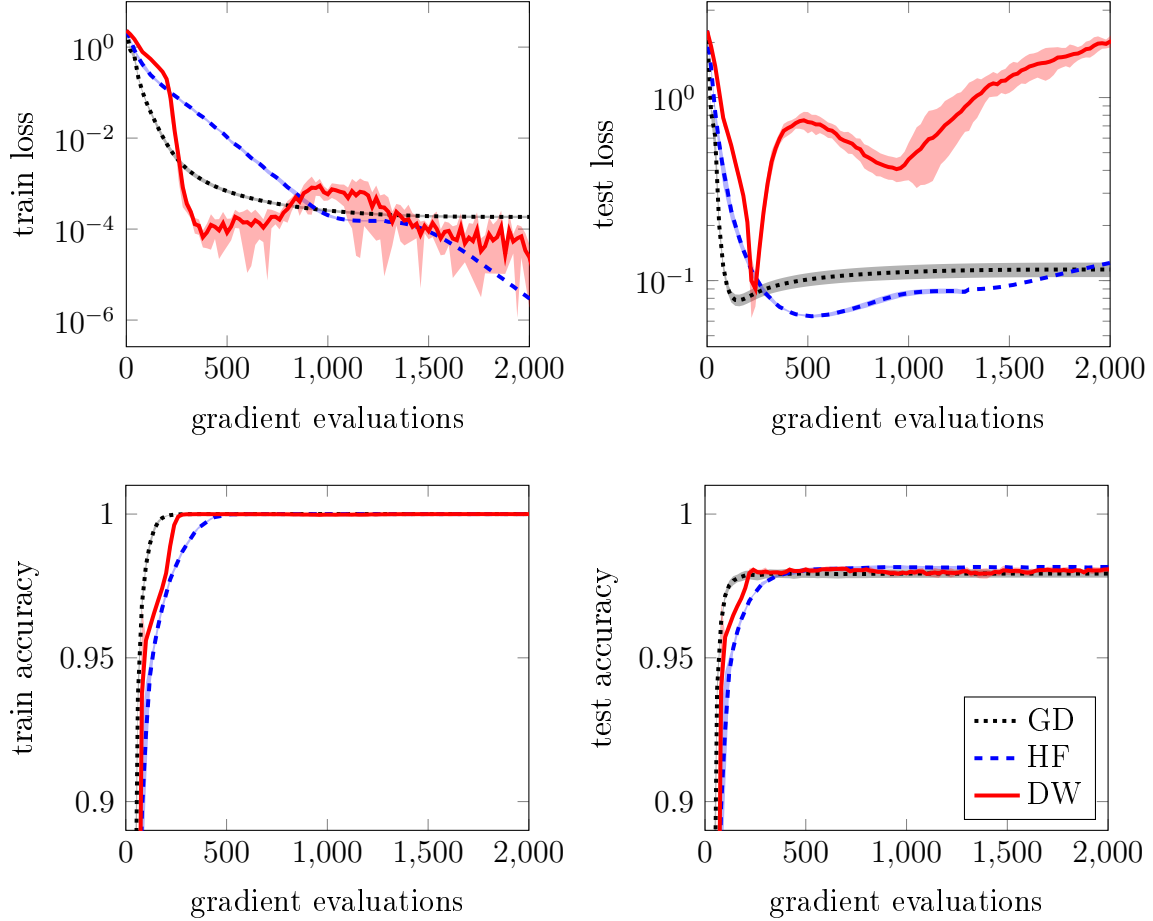 10^0
10^−2
10^−4
10^−6
train loss
0 500 1,000 1,500 2,000
gradient evaluations
10^0
10^−1
test loss
0 500 1,000 1,500 2,000
gradient evaluations
1
0.95
0.9
train accuracy
0 500 1,000 1,500 2,000
gradient evaluations
1
0.95
0.9
test accuracy
GD
HF
DW
0 500 1,000 1,500 2,000
gradient evaluations